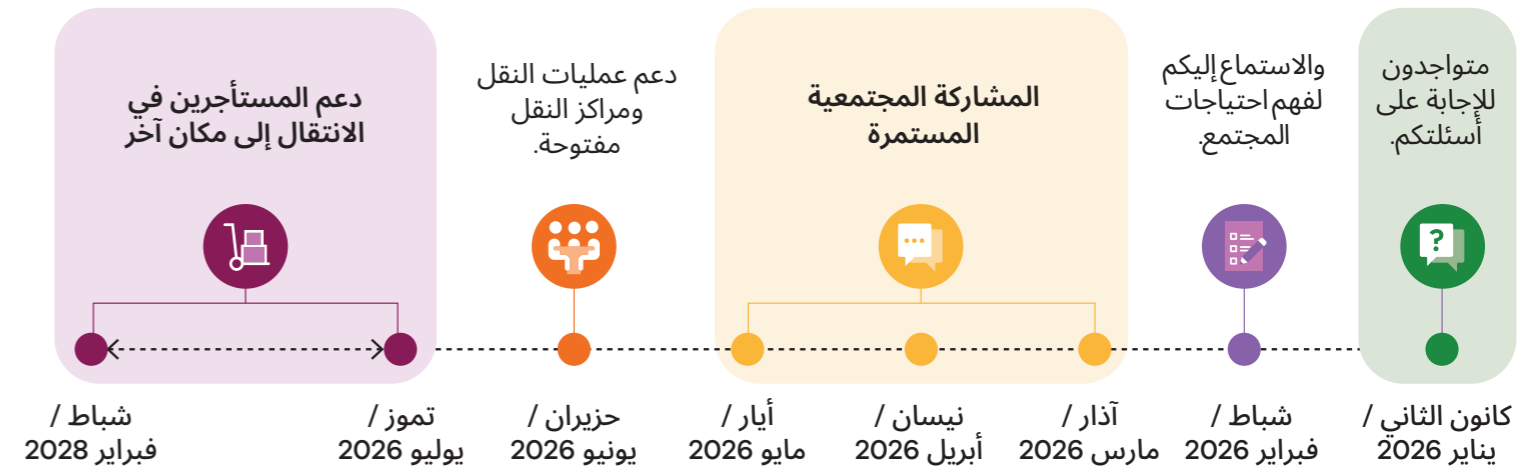 متواجدون
للإجابة على
أسئلتكم.
والاستماع إليكم
لفهم احتياجات
المجتمع.
المشاركة المجتمعية
المستمرة
دعم عمليات النقل
ومراكز النقل
مفتوحة.
دعم المستأجرين في
الانتقال إلى مكان آخر
?
كانون الثاني /
يناير 2026
شباط /
فبراير 2026
آذار /
مارس 2026
نيسان /
أبريل 2026
أيار /
مايو 2026
حزيران /
يونيو 2026
تموز /
يوليو 2026
شباط /
فبراير 2028